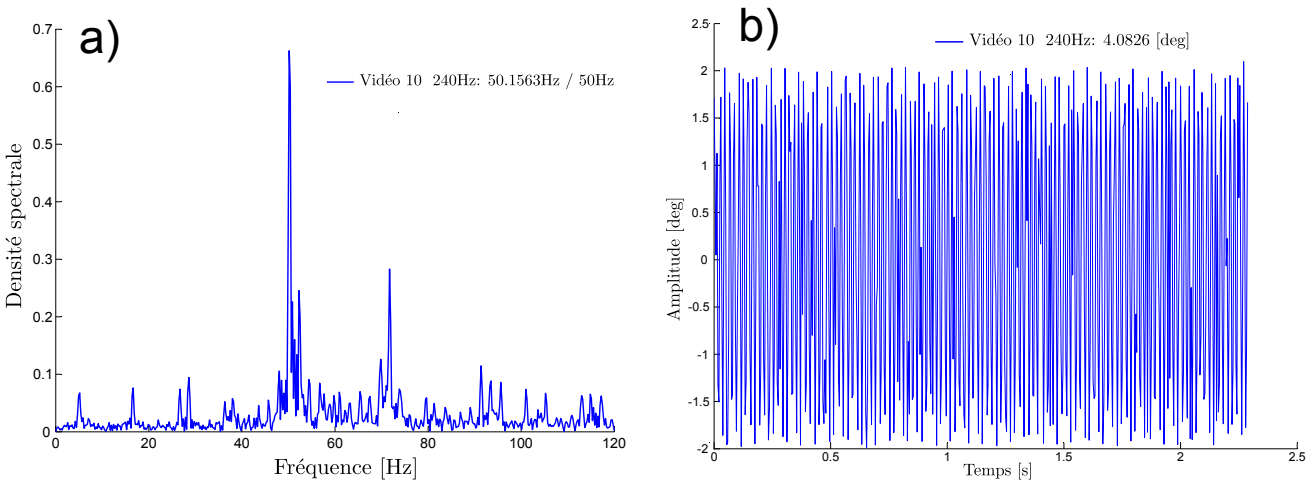 a)
0.7
0.6
0.5
0.4
0.3
0.2
0.1
0
Densité spectrale
Vidéo 10 240Hz: 50.1563Hz / 50Hz
0 20 40 60 80 100 120
Fréquence [Hz]
b)
2.5
2
1.5
1
0.5
0
-0.5
-1
-1.5
-2
Amplitude [deg]
Vidéo 10 240Hz: 4.0826 [deg]
0 0.5 1 1.5 2 2.5
Temps [s]